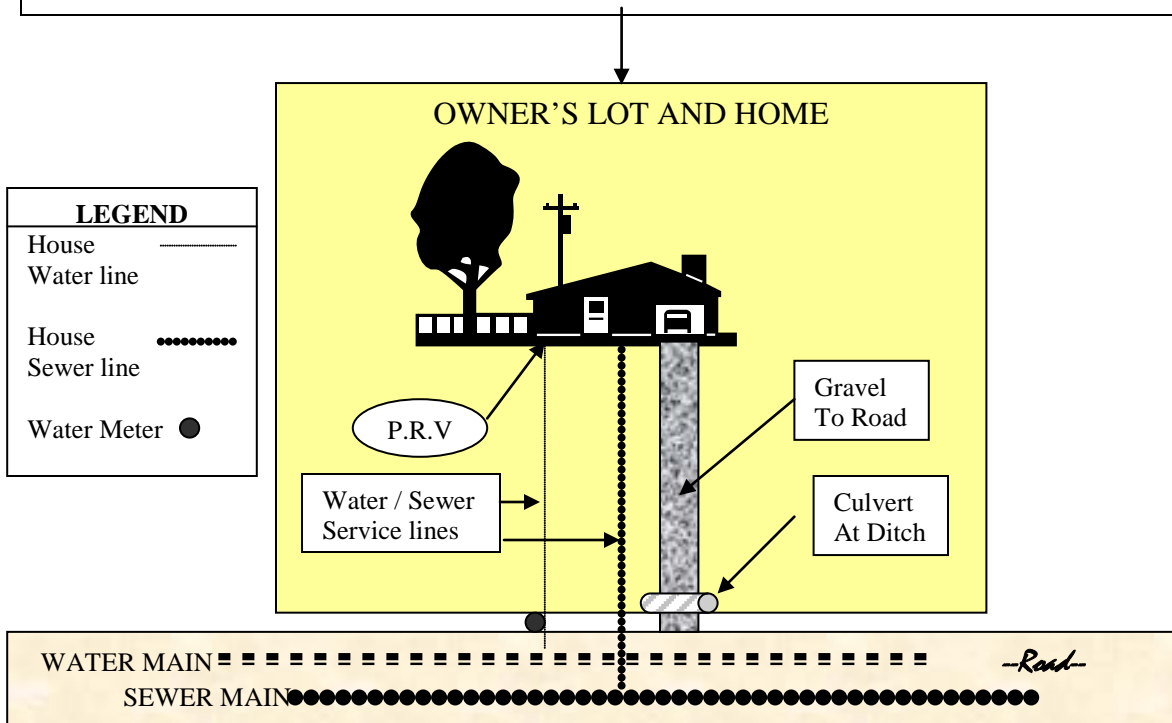 OWNER’S LOT AND HOME
LEGEND
House
Water line
House
Sewer line
Water Meter
P.R.V
Gravel
To Road
Water / Sewer
Service lines
Culvert
At Ditch
WATER MAIN
--Road--
SEWER MAIN